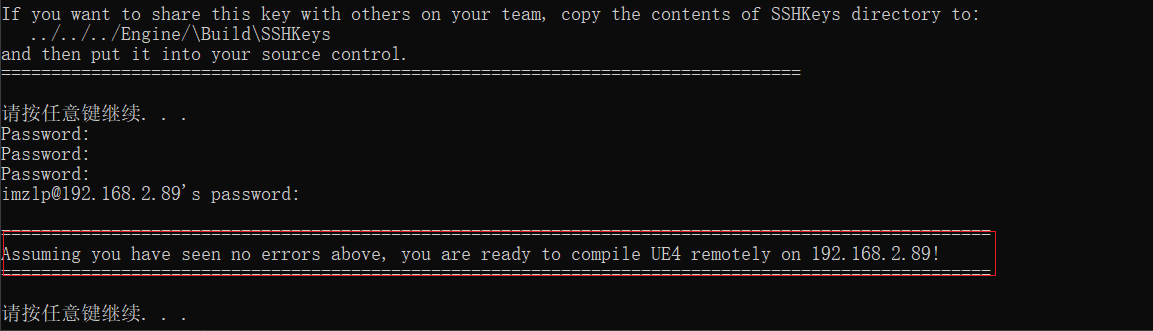 If you want to share this key with others on your team, copy the contents of SSHKeys directory to:
../../../Engine/\Build\SSHKeys
and then put it into your source control.
================================================================================
请按任意键继续. . .
Password:
Password:
Password:
imzlp@192.168.2.89's password:
===================================================================================================
Assuming you have seen no errors above, you are ready to compile UE4 remotely on 192.168.2.89!
===================================================================================================
请按任意键继续. . .